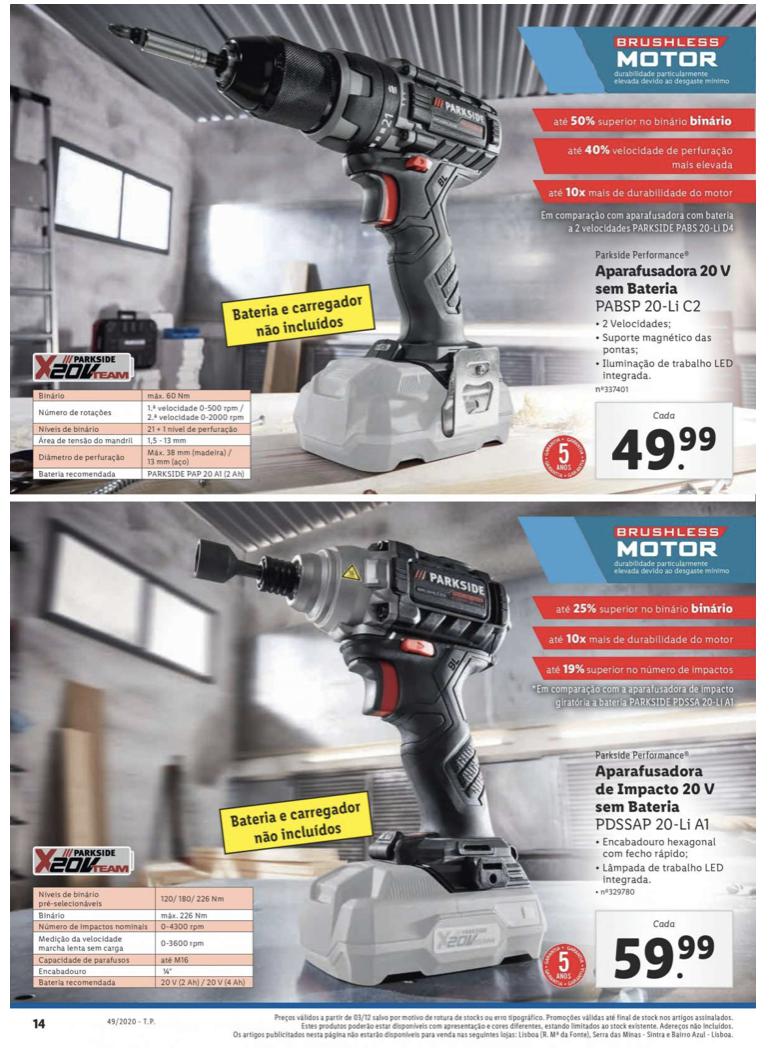 BRUSHLESS
MOTOR
durabilidade particularmente
elevada devido ao desgaste mínimo
até 50% superior no binário binário
até 40% velocidade de perfuração
mais elevada
até 10x mais de durabilidade do motor
Em comparação com aparafusadora com bateria
a 2 velocidades PARKSIDE PABS 20-Li D4
PARKSIDE
21
BL
Parkside Performance®
Aparafusadora 20 V
sem Bateria
PABSP 20-Li C2
• 2 Velocidades;
• Suporte magnético das
pontas;
• Iluminação de trabalho LED
integrada.
nº337401
Bateria e carregador
não incluídos
PARKSIDE
X20V TEAM
Binário máx. 60 Nm
Número de rotações 1.ª velocidade 0-500 rpm /
2.ª velocidade 0-2000 rpm
Níveis de binário 21 + 1 nível de perfuração
Área de tensão do mandril 1,5 - 13 mm
Diâmetro de perfuração Máx. 38 mm (madeira) /
13 mm (aço)
Bateria recomendada PARKSIDE PAP 20 A1 (2 Ah)
GARANTIA
5
ANOS
Cada
49.99
BRUSHLESS
MOTOR
durabilidade particularmente
elevada devido ao desgaste mínimo
até 25% superior no binário binário
até 10x mais de durabilidade do motor
até 19% superior no número de impactos
*Em comparação com a aparafusadora de impacto
giratória a bateria PARKSIDE PDSSA 20-Li A1
PARKSIDE
BL
Parkside Performance®
Aparafusadora
de Impacto 20 V
sem Bateria
PDSSAP 20-Li A1
• Encabadouro hexagonal
com fecho rápido;
• Lâmpada de trabalho LED
integrada.
• nº329780
Bateria e carregador
não incluídos
PARKSIDE
X20V TEAM
X20V TEAM
Níveis de binário
pré-selecionáveis 120/ 180/ 226 Nm
Binário máx. 226 Nm
Número de impactos nominais 0-4300 rpm
Medição da velocidade
marcha lenta sem carga 0-3600 rpm
Capacidade de parafusos até M16
Encabadouro ¼"
Bateria recomendada 20 V (2 Ah) / 20 V (4 Ah)
GARANTIA
5
ANOS
Cada
59.99
14
49/2020 - T.P.
Preços válidos a partir de 03/12 salvo por motivo de rotura de stocks ou erro tipográfico. Promoções válidas até final de stock nos artigos assinalados.
Estes produtos poderão estar disponíveis com apresentação e cores diferentes, estando limitados ao stock existente. Adereços não incluídos.
Os artigos publicitados nesta página não estarão disponíveis para venda nas seguintes lojas: Lisboa (R. Mª da Fonte), Serra das Minas - Sintra e Bairro Azul - Lisboa.